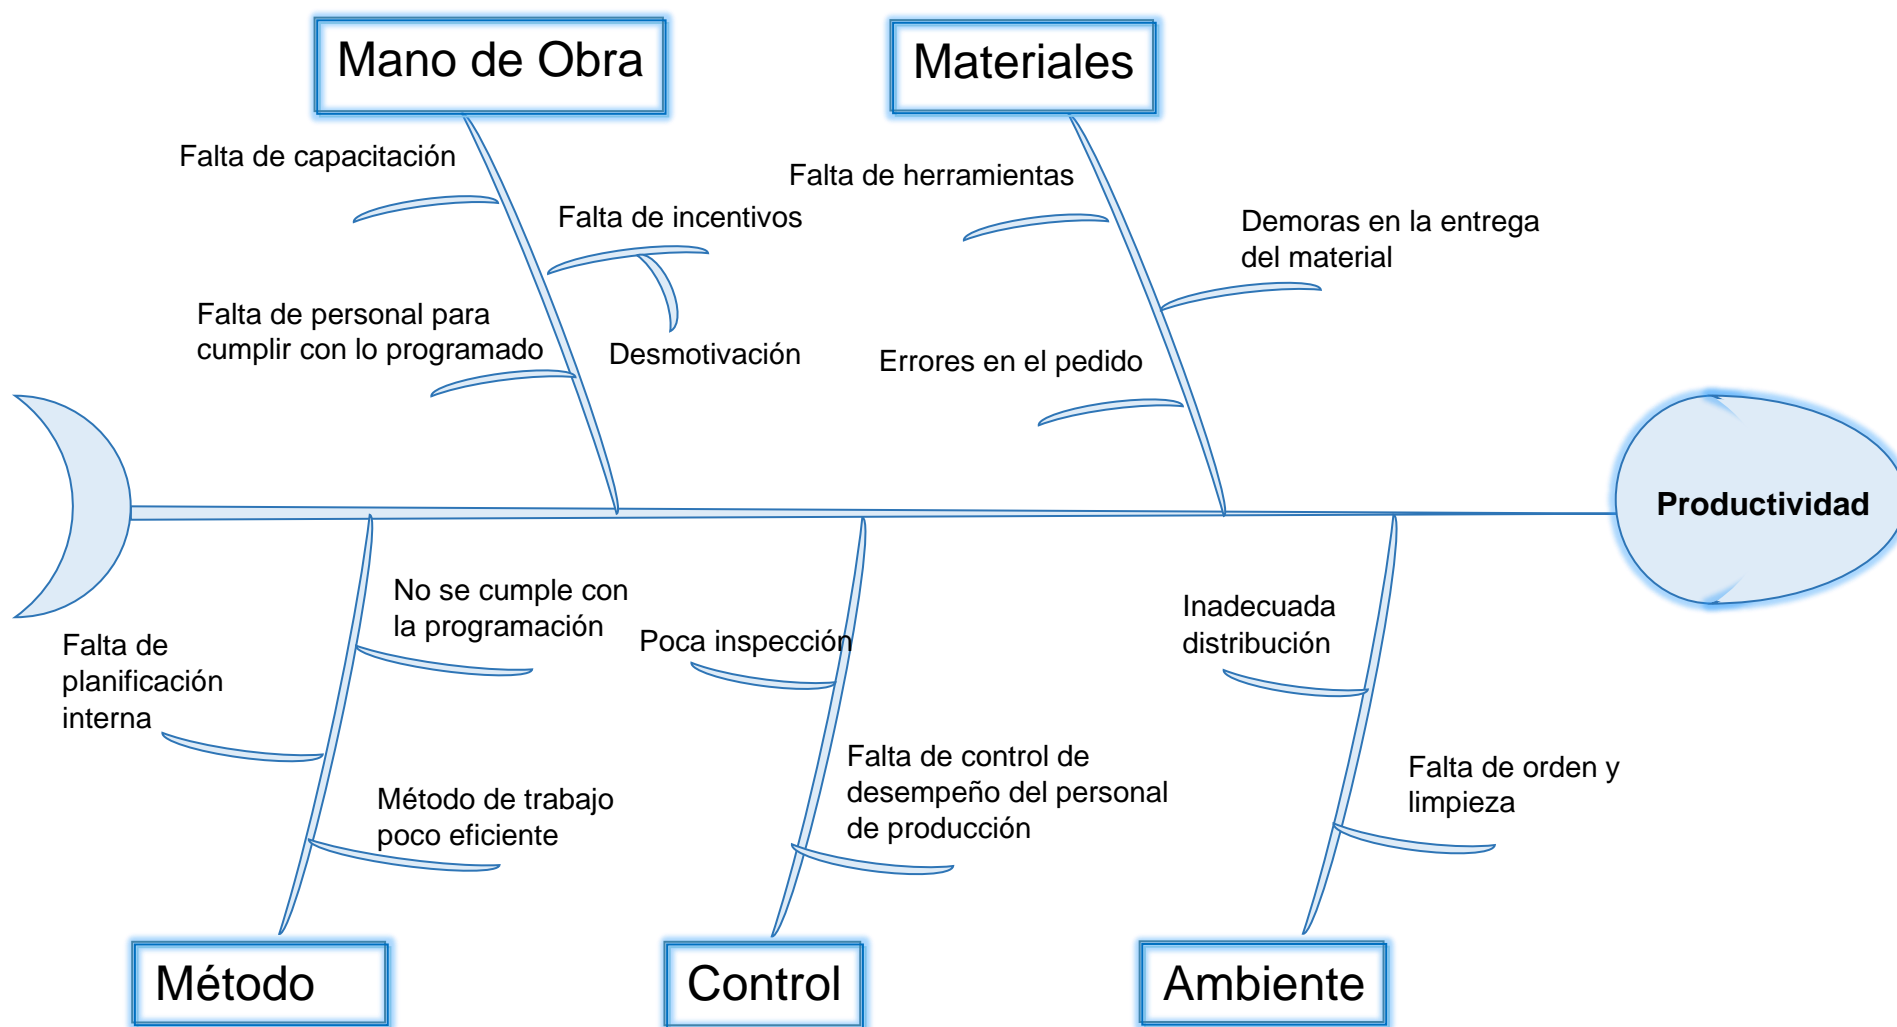 Mano de Obra
Materiales
Falta de capacitación
Falta de incentivos
Falta de personal para
cumplir con lo programado
Desmotivación
Falta de herramientas
Demoras en la entrega
del material
Errores en el pedido
Productividad
No se cumple con
la programación
Falta de
planificación
interna
Método de trabajo
poco eficiente
Poca inspección
Falta de control de
desempeño del personal
de producción
Inadecuada
distribución
Falta de orden y
limpieza
Método
Control
Ambiente